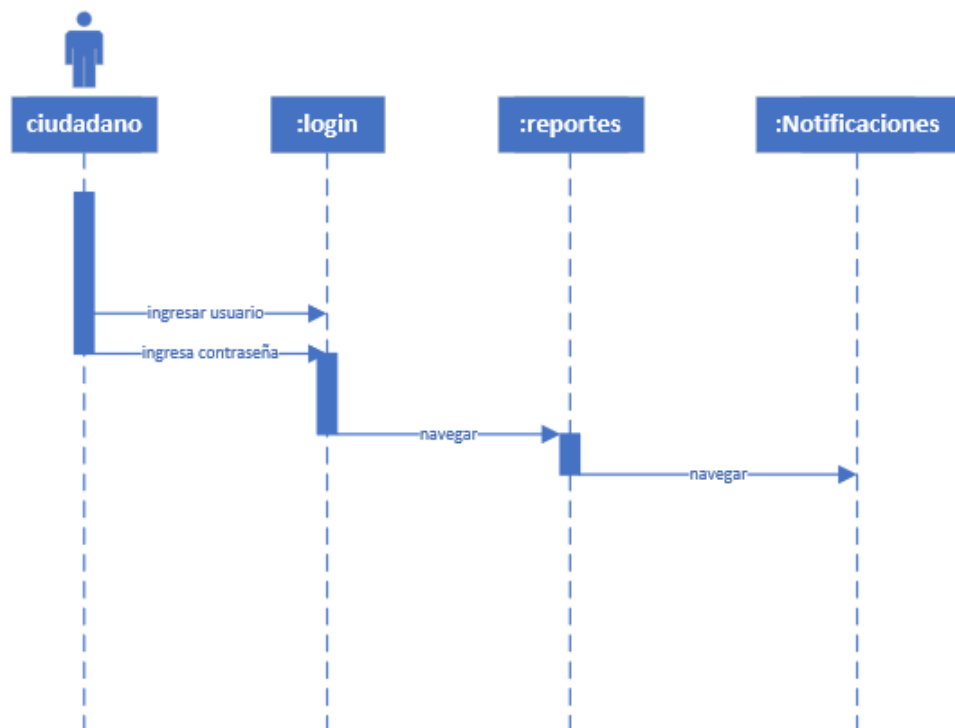 ciudadano
:login
:reportes
:Notificaciones
ingresar usuario
ingresa contraseña
navegar
navegar